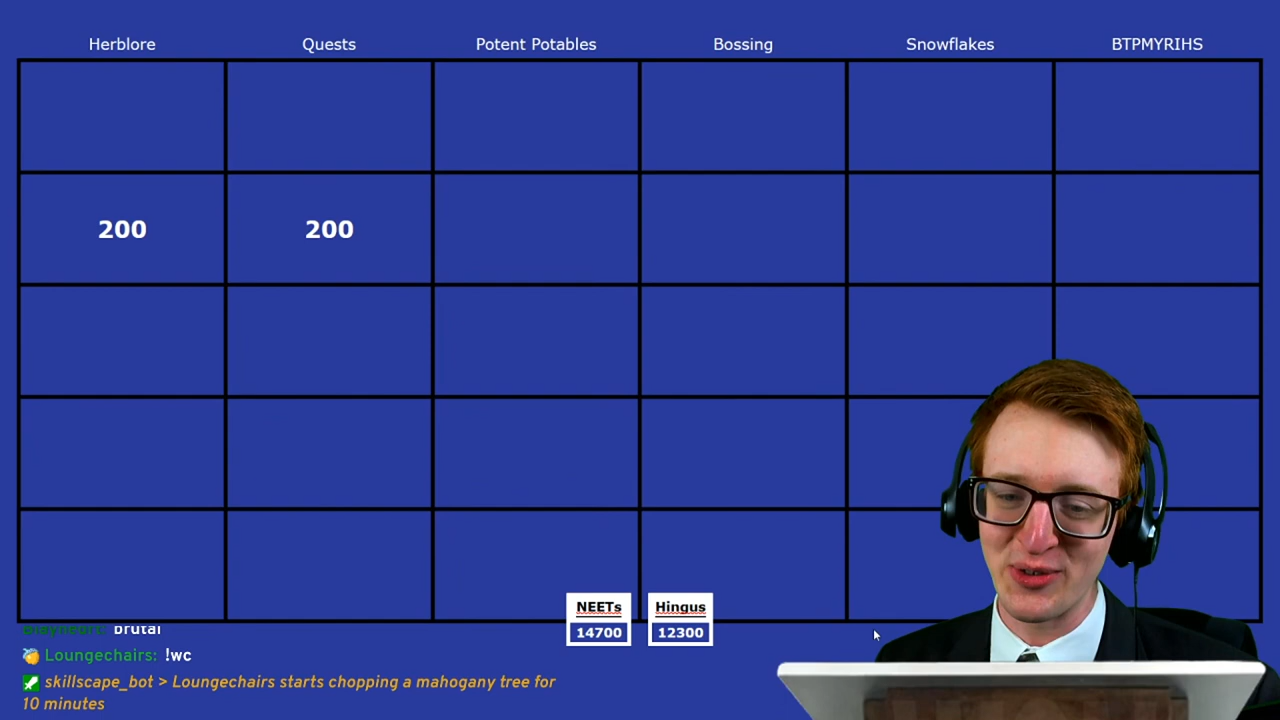 Herblore
Quests
Potent Potables
Bossing
Snowflakes
BTPMYRIHS
200
200
NEETs
Hingus
14700
12300
brutal
Loungechairs: !wc
skillscape_bot > Loungechairs starts chopping a mahogany tree for
10 minutes